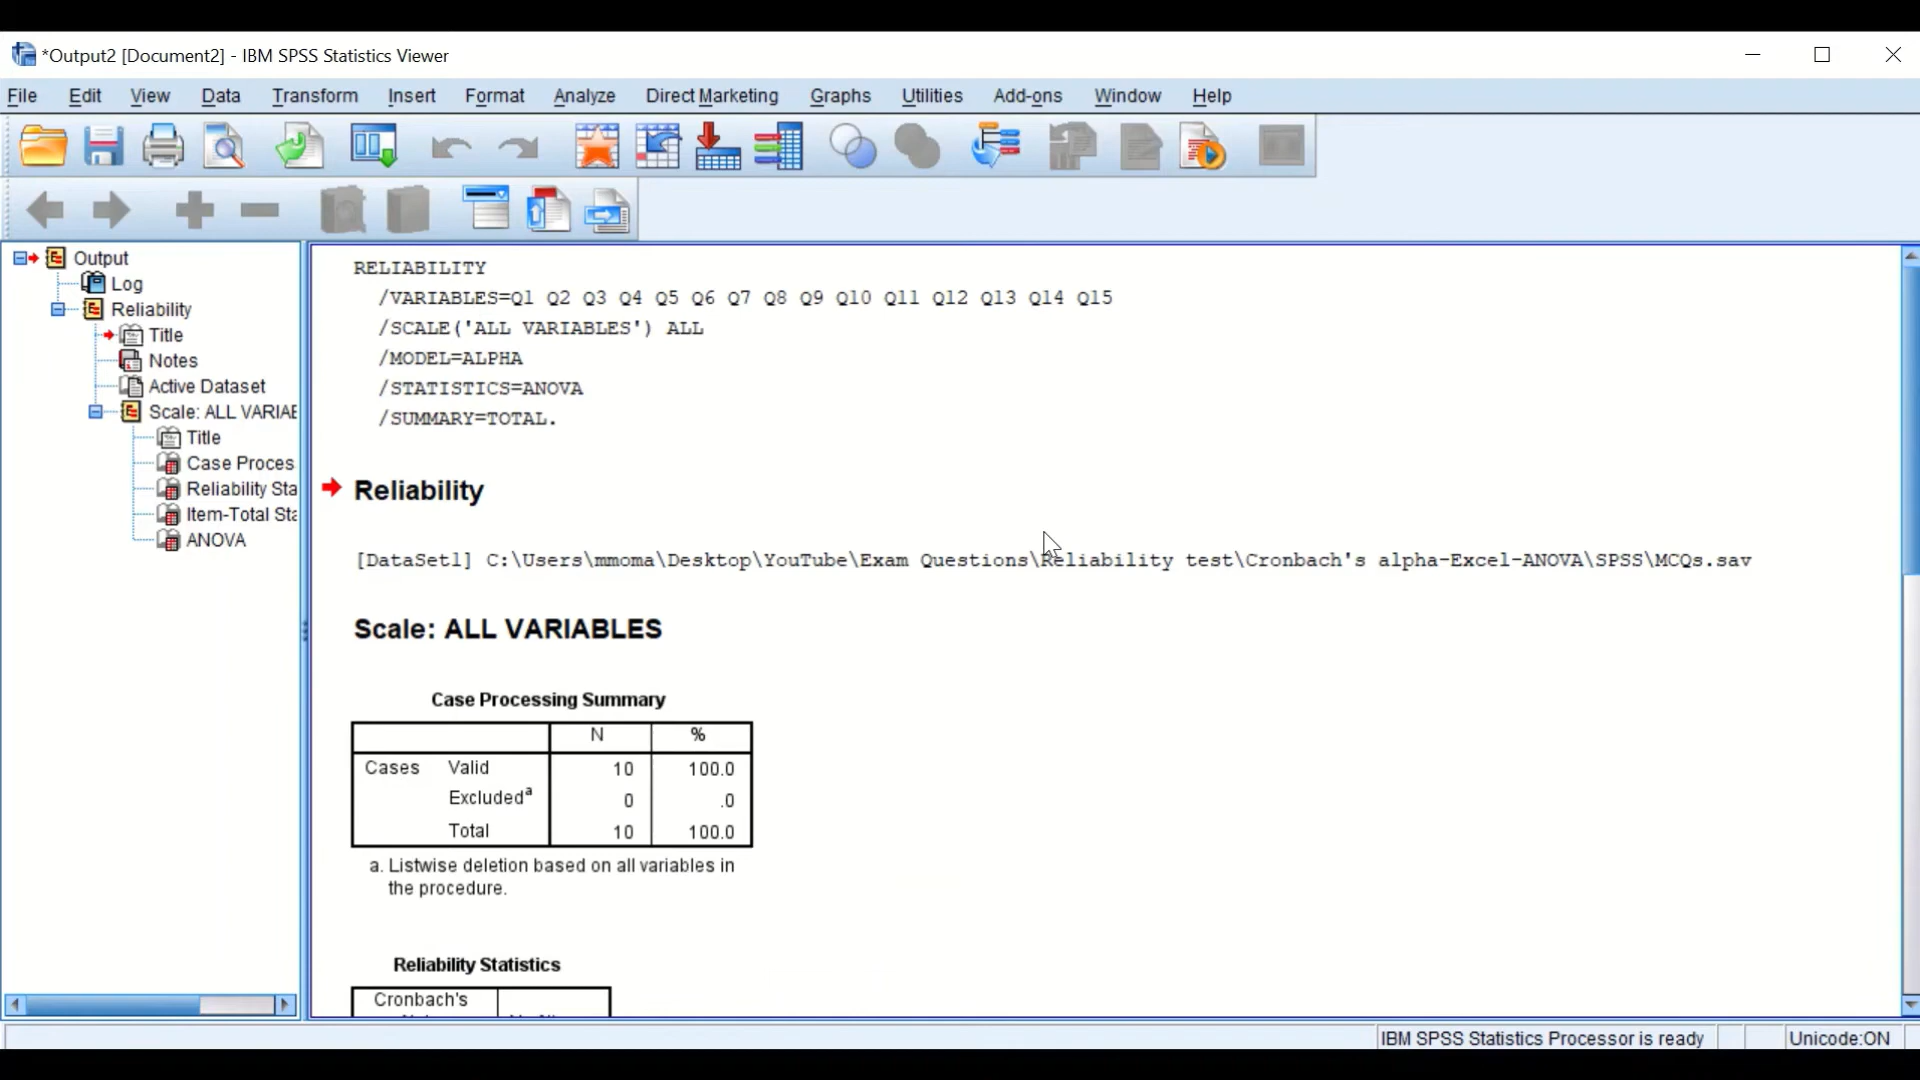 *Output2 [Document2] - IBM SPSS Statistics Viewer
File Edit View Data Transform Insert Format Analyze Direct Marketing Graphs Utilities Add-ons Window Help
Output
Log
Reliability
Title
Notes
Active Dataset
Scale: ALL VARIAE
Title
Case Proces
Reliability Sta
Item-Total Sta
ANOVA
RELIABILITY
/VARIABLES=Q1 Q2 Q3 Q4 Q5 Q6 Q7 Q8 Q9 Q10 Q11 Q12 Q13 Q14 Q15
/SCALE('ALL VARIABLES') ALL
/MODEL=ALPHA
/STATISTICS=ANOVA
/SUMMARY=TOTAL.
Reliability
[DataSet1] C:\Users\mmoma\Desktop\YouTube\Exam Questions\Reliability test\Cronbach's alpha-Excel-ANOVA\SPSS\MCQs.sav
Scale: ALL VARIABLES
Case Processing Summary
N %
Cases Valid 10 100.0
Excludedᵃ 0 .0
Total 10 100.0
a. Listwise deletion based on all variables in
the procedure.
Reliability Statistics
Cronbach's
IBM SPSS Statistics Processor is ready Unicode:ON